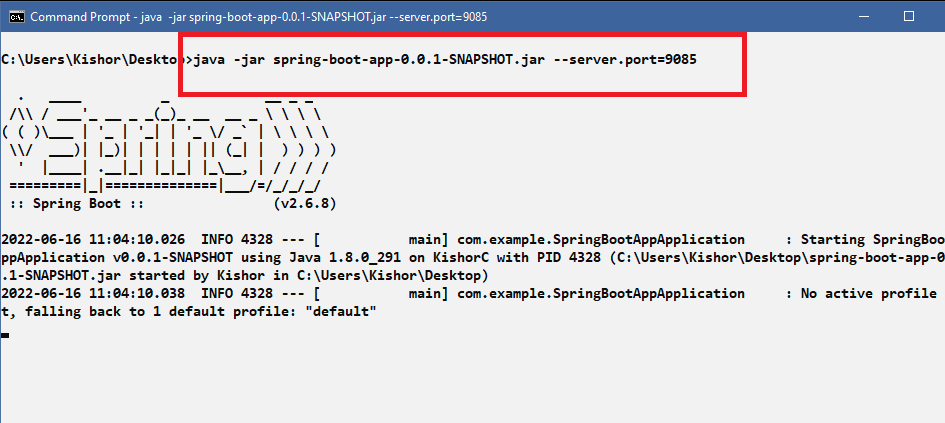 Command Prompt - java  -jar spring-boot-app-0.0.1-SNAPSHOT.jar --server.port=9085
C:\Users\Kishor\Desktop>java -jar spring-boot-app-0.0.1-SNAPSHOT.jar --server.port=9085
  .   ____          _            __ _ _
 /\\ / ___'_ __ _ _(_)_ __  __ _ \ \ \ \
( ( )\___ | '_ | '_| | '_ \/ _` | \ \ \ \
 \\/  ___)| |_)| | | | | || (_| |  ) ) ) )
  '  |____| .__|_| |_|_| |_\__, | / / / /
 =========|_|==============|___/=/_/_/_/
 :: Spring Boot ::                (v2.6.8)
2022-06-16 11:04:10.026  INFO 4328 --- [           main] com.example.SpringBootAppApplication     : Starting SpringBoo
pApplication v0.0.1-SNAPSHOT using Java 1.8.0_291 on KishorC with PID 4328 (C:\Users\Kishor\Desktop\spring-boot-app-0
.1-SNAPSHOT.jar started by Kishor in C:\Users\Kishor\Desktop)
2022-06-16 11:04:10.038  INFO 4328 --- [           main] com.example.SpringBootAppApplication     : No active profile
t, falling back to 1 default profile: "default"